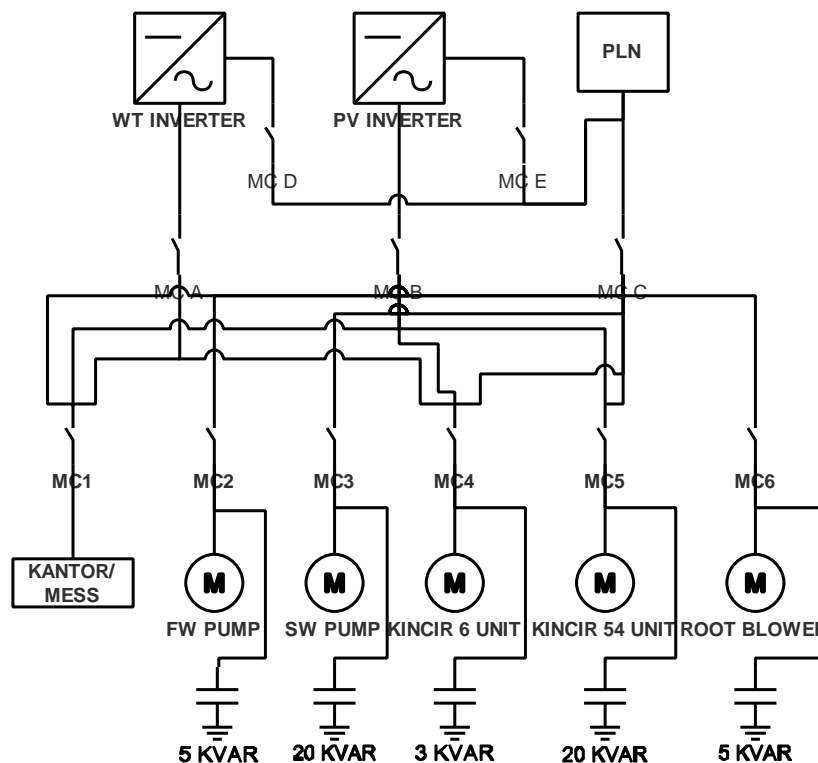 PLN
WT INVERTER
PV INVERTER
MC D
MC E
MC A
MC B
MC C
MC1
MC2
MC3
MC4
MC5
MC6
KANTOR/
MESS
M
M
M
M
M
FW PUMP
SW PUMP
KINCIR 6 UNIT
KINCIR 54 UNIT
ROOT BLOWER
5 KVAR
20 KVAR
3 KVAR
20 KVAR
5 KVAR